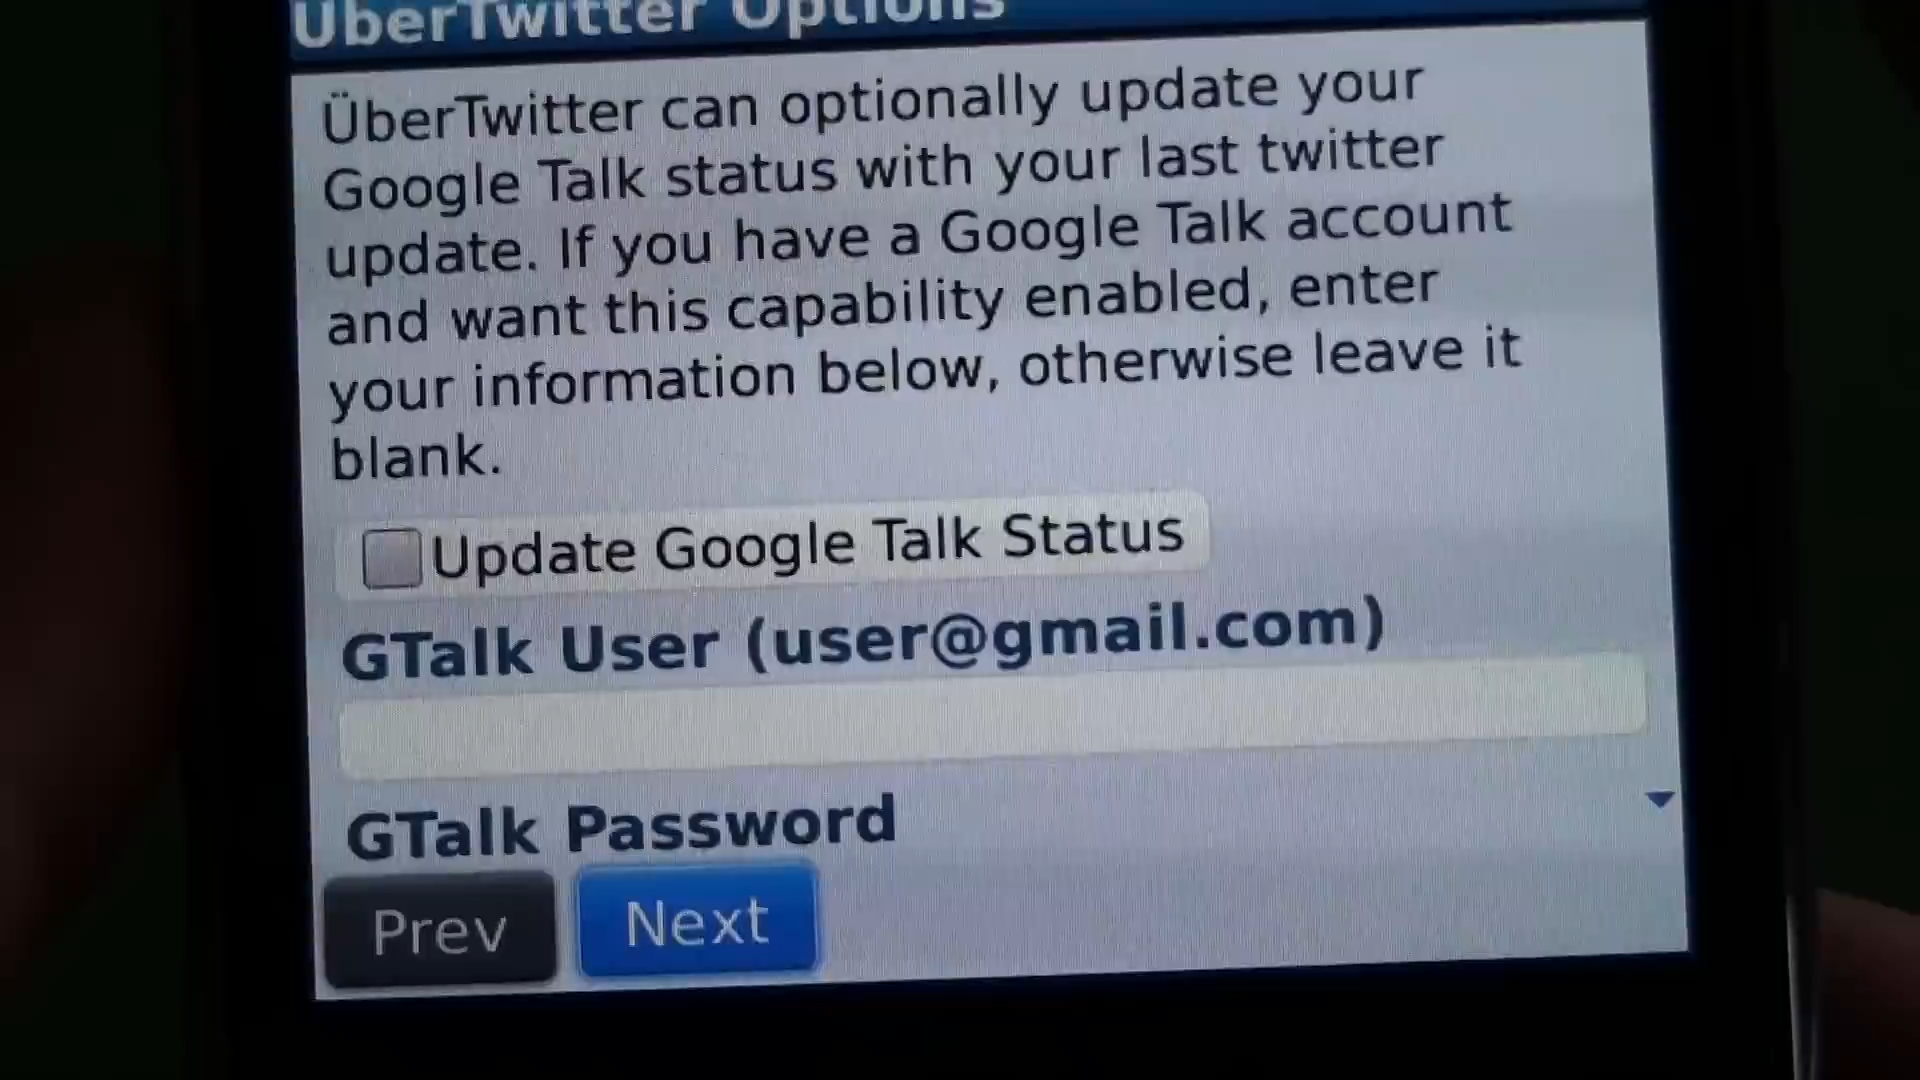 ÜberTwitter Options
ÜberTwitter can optionally update your
Google Talk status with your last twitter
update. If you have a Google Talk account
and want this capability enabled, enter
your information below, otherwise leave it
blank.
Update Google Talk Status
GTalk User (user@gmail.com)
GTalk Password
Prev Next